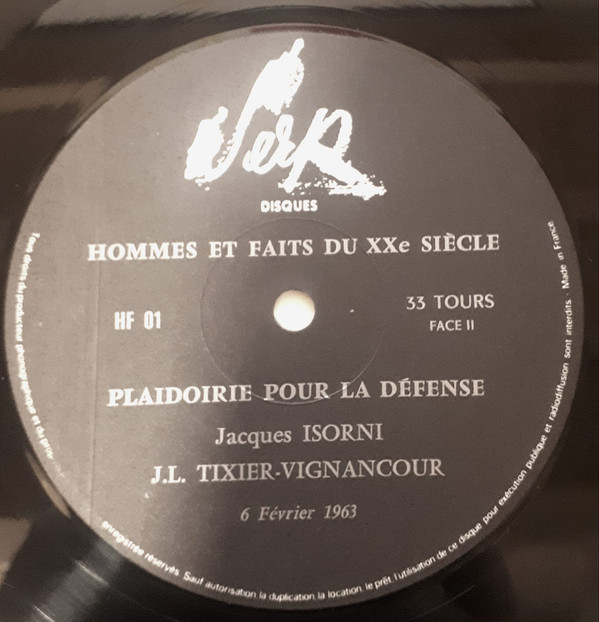 Serp
DISQUES
HOMMES ET FAITS DU XXe SIÈCLE
HF 01
33 TOURS
FACE II
PLAIDOIRIE POUR LA DÉFENSE
Jacques ISORNI
J.L. TIXIER-VIGNANCOUR
6 Février 1963
Tous droits du producteur phonographique et du propriétaire de l'œuvre enregistrée réservés. Sauf autorisation la duplication, la location, le prêt, l'utilisation de ce disque pour exécution publique et radiodiffusion sont interdits. Made in France